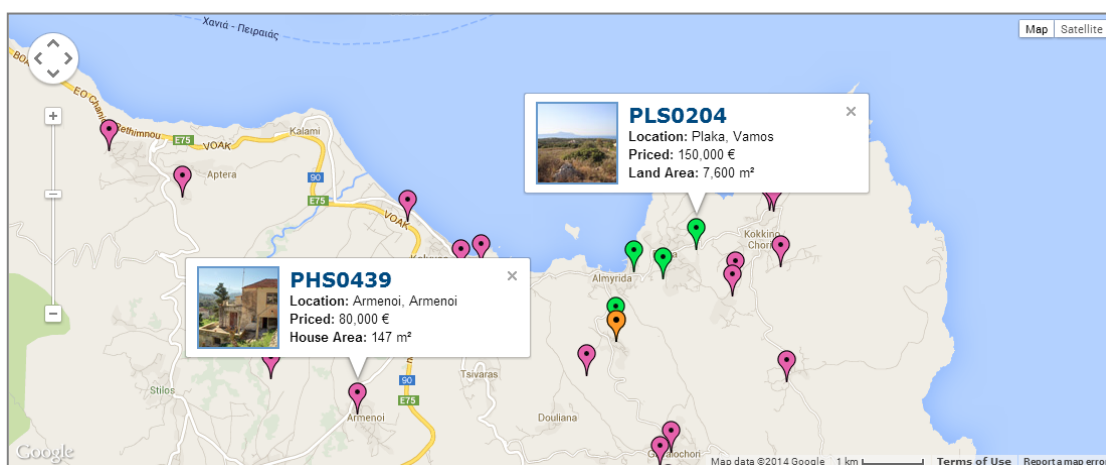 Χανιά - Πειραιάς
Map
Satellite
EO Chanion
Rethimnou
E75
VOAK
Kalami
Aptera
90
E75
VOAK
PLS0204
Location: Plaka, Vamos
Priced: 150,000 €
Land Area: 7,600 m²
Kokkino
Almyrida
PHS0439
Location: Armenoi, Armenoi
Priced: 80,000 €
House Area: 147 m²
Stilos
90
E75
Tsivaras
Armenoi
Douliana
Google
Map data ©2014 Google
1 km
Terms of Use
Report a map error